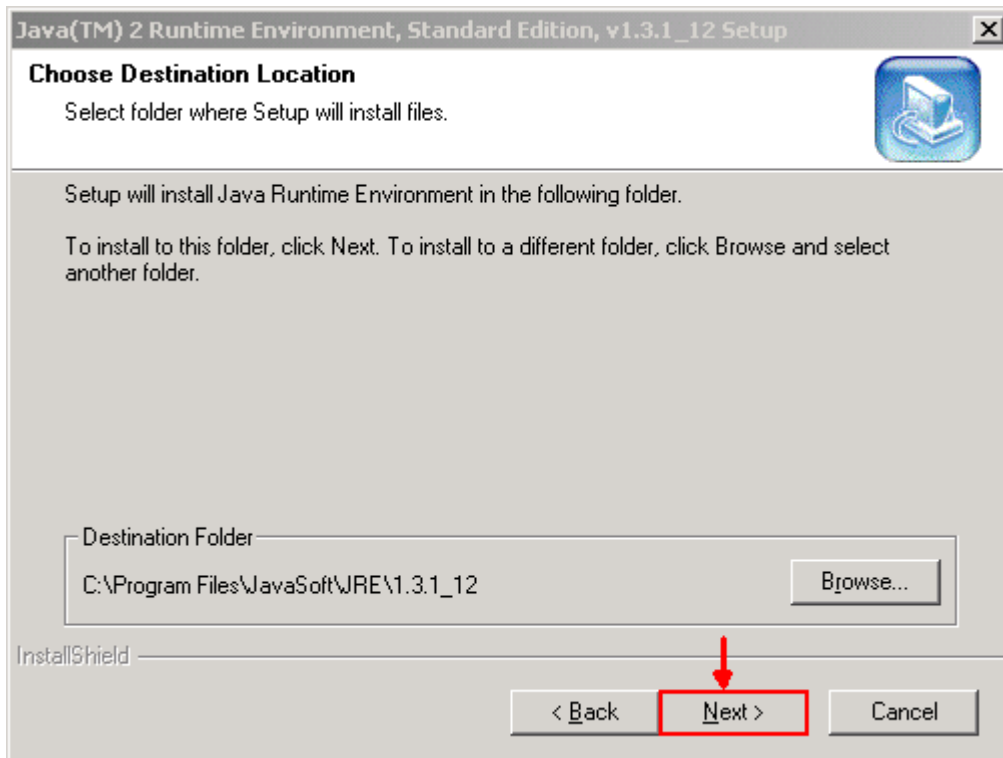 Java(TM) 2 Runtime Environment, Standard Edition, v1.3.1_12 Setup
Choose Destination Location
Select folder where Setup will install files.
Setup will install Java Runtime Environment in the following folder.
To install to this folder, click Next. To install to a different folder, click Browse and select
another folder.
Destination Folder
C:\Program Files\JavaSoft\JRE\1.3.1_12
Browse...
InstallShield
< Back
Next >
Cancel